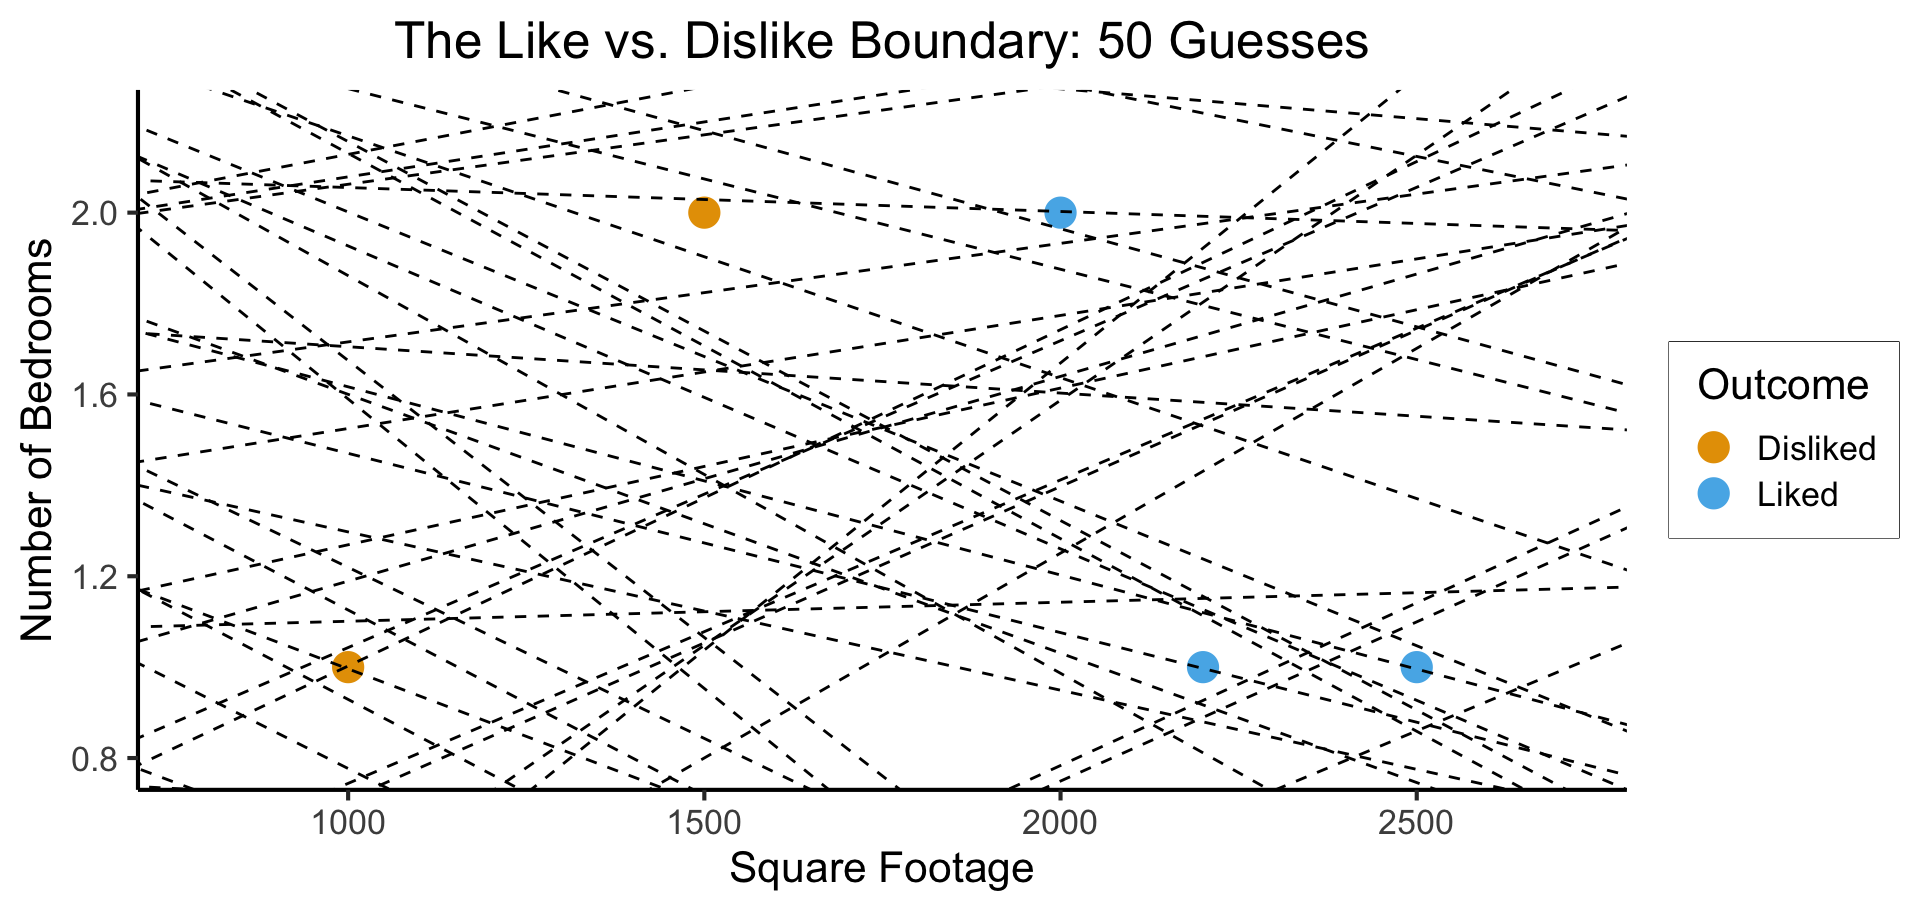 The Like vs. Dislike Boundary: 50 Guesses
Number of Bedrooms
2.0
1.6
1.2
0.8
1000 1500 2000 2500
Square Footage
Outcome
Disliked
Liked